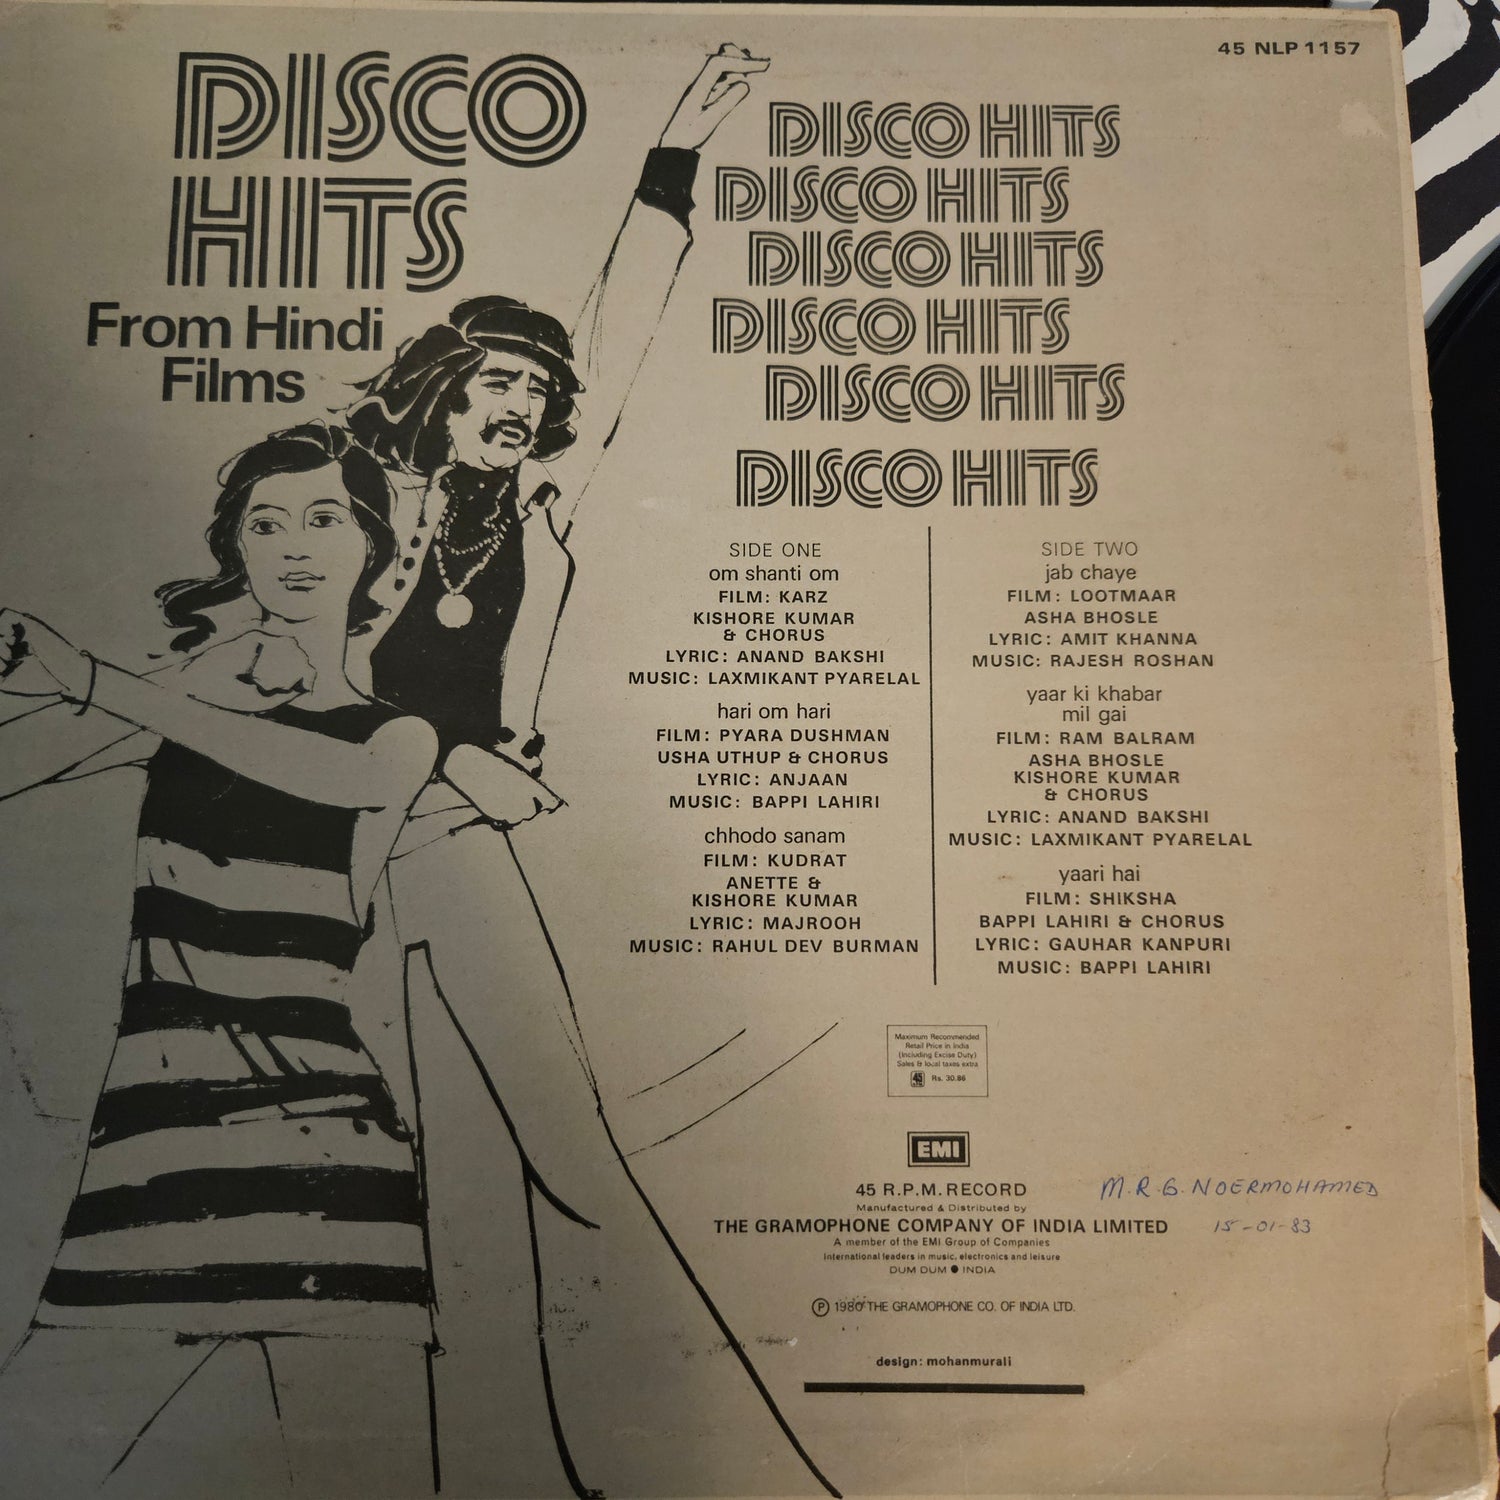 45 NLP 1157
DISCO
HITS
From Hindi
Films
DISCO HITS
DISCO HITS
DISCO HITS
DISCO HITS
DISCO HITS
DISCO HITS
SIDE ONE
om shanti om
FILM: KARZ
KISHORE KUMAR
& CHORUS
LYRIC: ANAND BAKSHI
MUSIC: LAXMIKANT PYARELAL
hari om hari
FILM: PYARA DUSHMAN
USHA UTHUP & CHORUS
LYRIC: ANJAAN
MUSIC: BAPPI LAHIRI
chhodo sanam
FILM: KUDRAT
ANETTE &
KISHORE KUMAR
LYRIC: MAJROOH
MUSIC: RAHUL DEV BURMAN
SIDE TWO
jab chaye
FILM: LOOTMAAR
ASHA BHOSLE
LYRIC: AMIT KHANNA
MUSIC: RAJESH ROSHAN
yaar ki khabar
mil gai
FILM: RAM BALRAM
ASHA BHOSLE
KISHORE KUMAR
& CHORUS
LYRIC: ANAND BAKSHI
MUSIC: LAXMIKANT PYARELAL
yaari hai
FILM: SHIKSHA
BAPPI LAHIRI & CHORUS
LYRIC: GAUHAR KANPURI
MUSIC: BAPPI LAHIRI
Maximum Recommended
Retail Price in India
(Including Excise Duty)
Sales & local taxes extra
45 Rs. 30.86
EMI
45 R.P.M. RECORD
Manufactured & Distributed by
THE GRAMOPHONE COMPANY OF INDIA LIMITED
A member of the EMI Group of Companies
International leaders in music, electronics and leisure
DUM DUM ● INDIA
M.R.G. NOERMOHAMED
15-01-83
℗ 1980 THE GRAMOPHONE CO. OF INDIA LTD.
design: mohanmurali